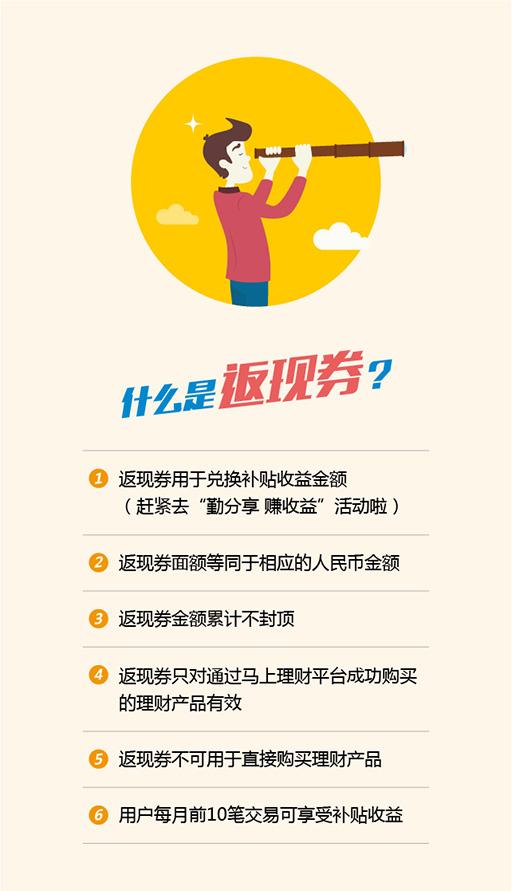 什么是返现券?
1 返现券用于兑换补贴收益金额
（赶紧去“勤分享 赚收益”活动啦）
2 返现券面额等同于相应的人民币金额
3 返现券金额累计不封顶
4 返现券只对通过马上理财平台成功购买
的理财产品有效
5 返现券不可用于直接购买理财产品
6 用户每月前10笔交易可享受补贴收益